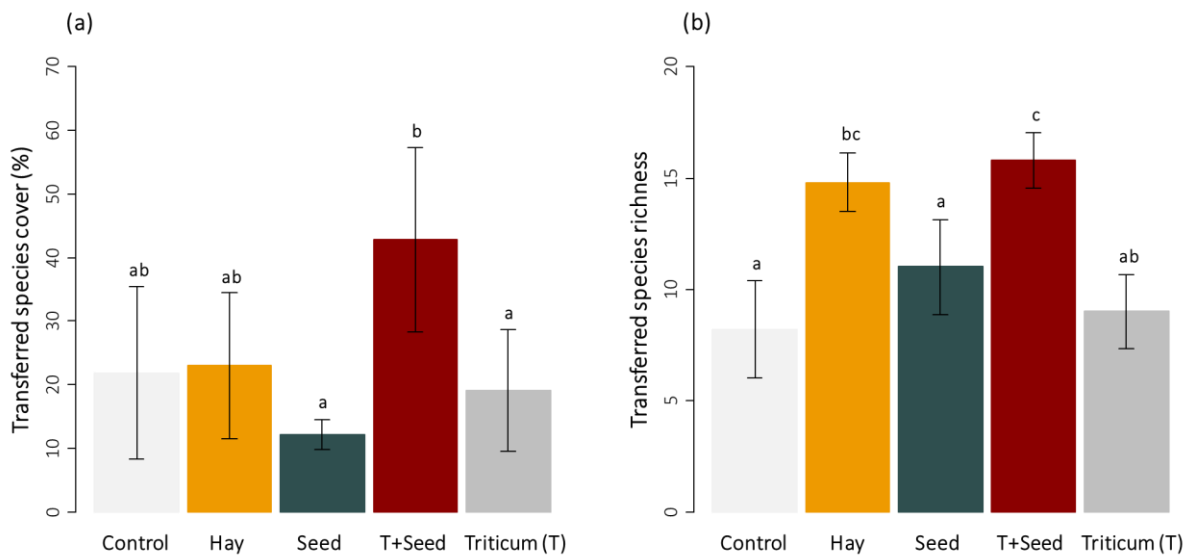 (a)
Transferred species cover (%)
70
60
50
40
30
20
10
0
ab
ab
a
b
a
Control Hay Seed T+Seed Triticum (T)
(b)
Transferred species richness
20
15
10
5
0
a
bc
a
c
ab
Control Hay Seed T+Seed Triticum (T)